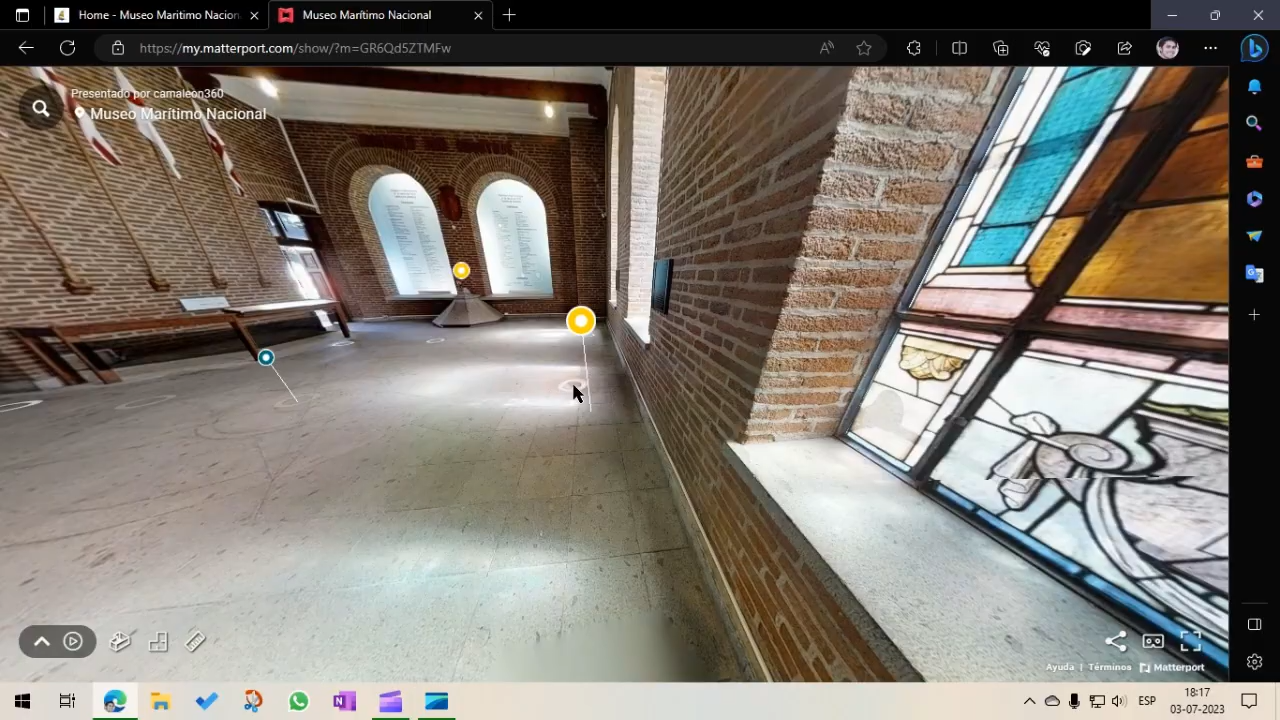 Home - Museo Maritimo Nacion
Museo Marítimo Nacional
https://my.matterport.com/show/?m=GR6Qd5ZTMFw
Presentado por camaleon360
Museo Marítimo Nacional
Ayuda | Términos
Matterport
ESP
18:17
03-07-2023